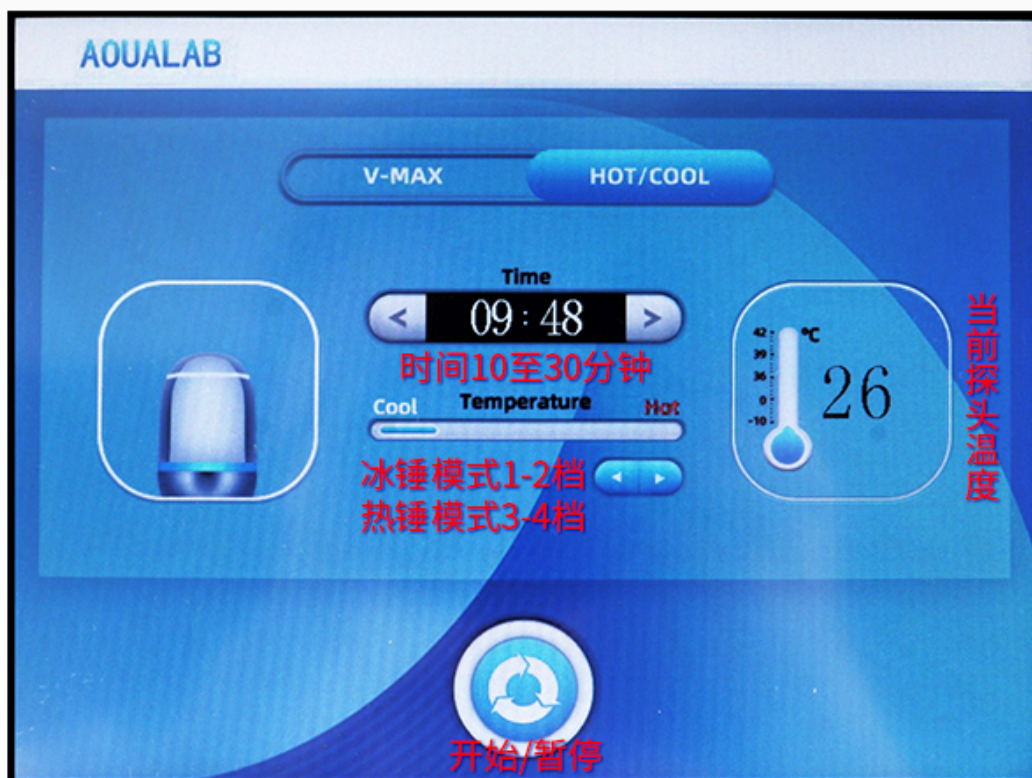 AOUALAB
V-MAX
HOT/COOL
Time
< 09:48 >
时间10至30分钟
Cool Temperature Hot
冰锤模式1-2档
热锤模式3-4档
42
39
36
0
-10
°C
26
当前探头温度
开始/暂停